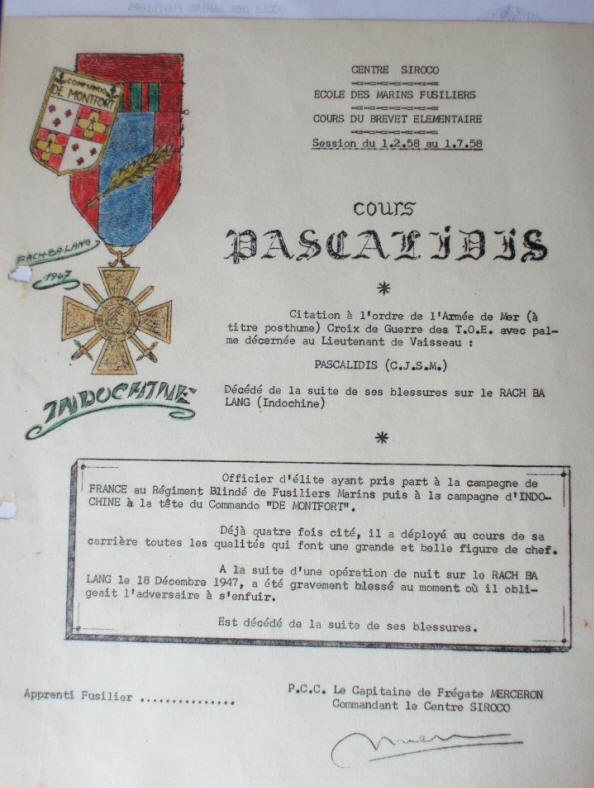 COMMANDO
DE MONTFORT
RACH BA LANG
1947
INDOCHINE
CENTRE SIROCO
ECOLE DES MARINS FUSILIERS
COURS DU BREVET ELEMENTAIRE
Session du 1.2.58 au 1.7.58
COURS
PASCALIDIS
*
Citation à l'ordre de l'Armée de Mer (à
titre posthume) Croix de Guerre des T.O.E. avec pal-
me décernée au Lieutenant de Vaisseau :
PASCALIDIS (C.J.S.M.)
Décédé de la suite de ses blessures sur le RACH BA
LANG (Indochine)
*
Officier d'élite ayant pris part à la campagne de
FRANCE au Régiment Blindé de Fusiliers Marins puis à la campagne d'INDO-
CHINE à la tête du Commando "DE MONTFORT".
Déjà quatre fois cité, il a déployé au cours de sa
carrière toutes les qualités qui font une grande et belle figure de chef.
A la suite d'une opération de nuit sur le RACH BA
LANG le 18 Décembre 1947, a été gravement blessé au moment où il obli-
geait l'adversaire à s'enfuir.
Est décédé de la suite de ses blessures.
Apprenti Fusilier ...............
P.C.C. Le Capitaine de Frégate MERCERON
Commandant le Centre SIROCO